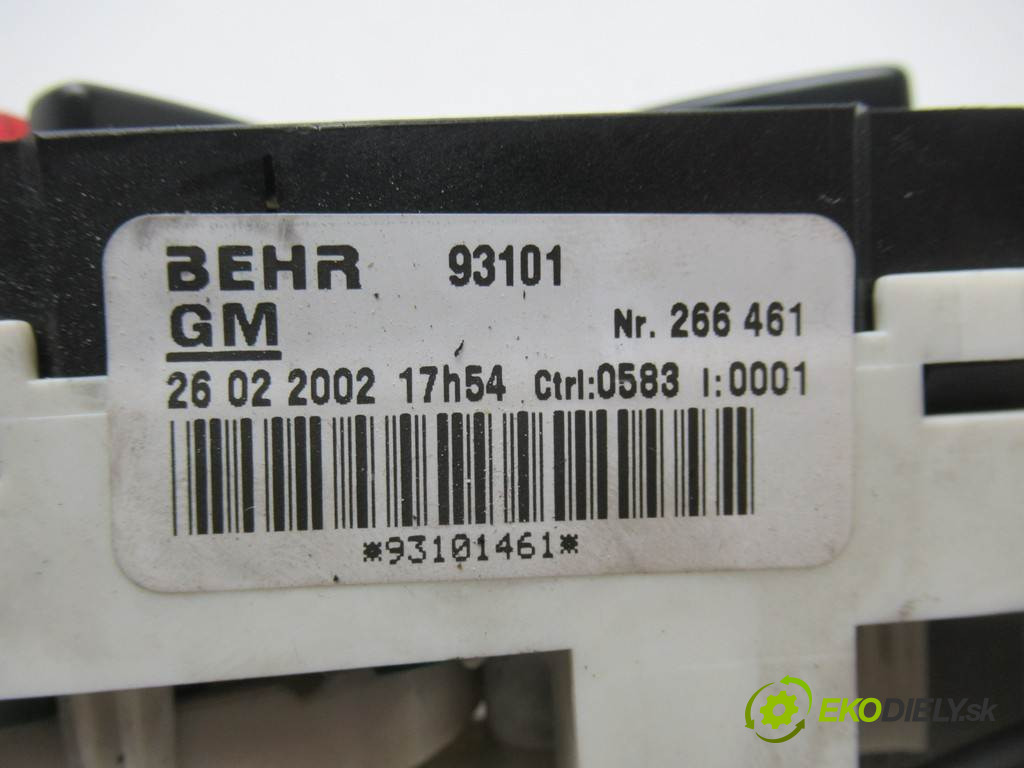 BEHR 93101
GM Nr. 266 461
26 02 2002 17h54 Ctrl:0583 I:0001
*93101461*
EKODIELY.sk